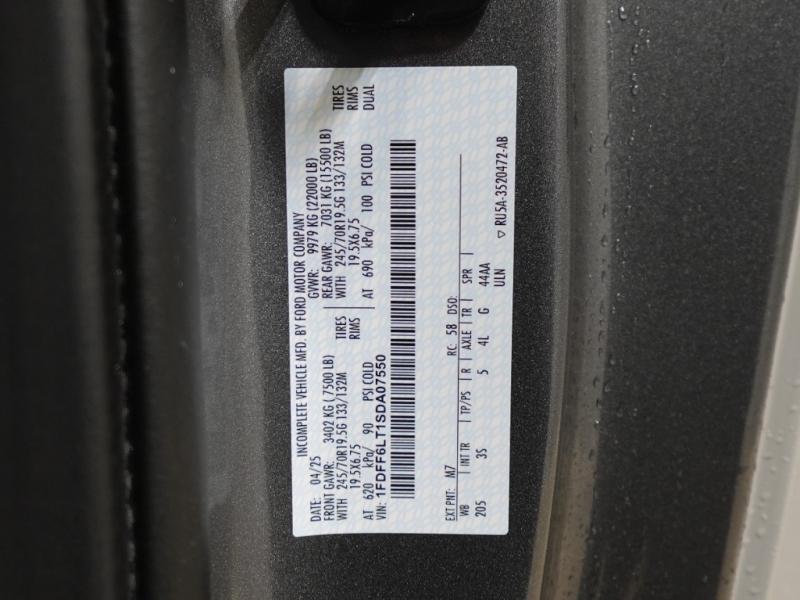 INCOMPLETE VEHICLE MFD. BY FORD MOTOR COMPANY
DATE: 04/25 GVWR: 9979 KG (22000 LB)
FRONT GAWR: 3402 KG (7500 LB) REAR GAWR: 7031 KG (15500 LB)
WITH 245/70R19.5G 133/132M TIRES WITH 245/70R19.5G 133/132M TIRES
19.5X6.75 RIMS 19.5X6.75 RIMS
AT 620 kPa/ 90 PSI COLD AT 690 kPa/ 100 PSI COLD DUAL
VIN: 1FDFF6LT1SDA07550
EXT PNT: M7 RC: 58 DSO:
WB INT TR TP/PS R AXLE TR SPR
205 3S 5 4L G 44AA
ULN
▽ RU5A-3520472-AB